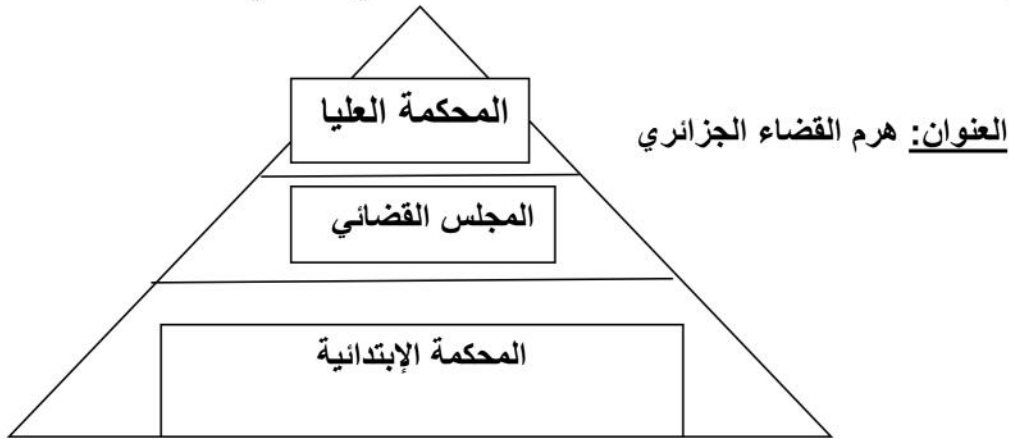 المحكمة العليا
العنوان: هرم القضاء الجزائري
المجلس القضائي
المحكمة الإبتدائية